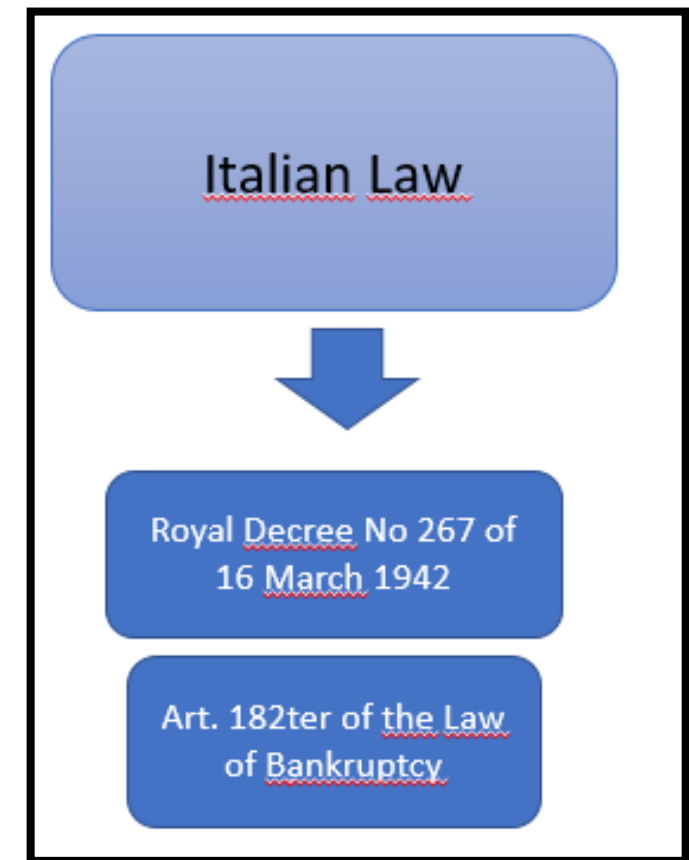 Italian Law
Royal Decree No 267 of
16 March 1942
Art. 182ter of the Law
of Bankruptcy